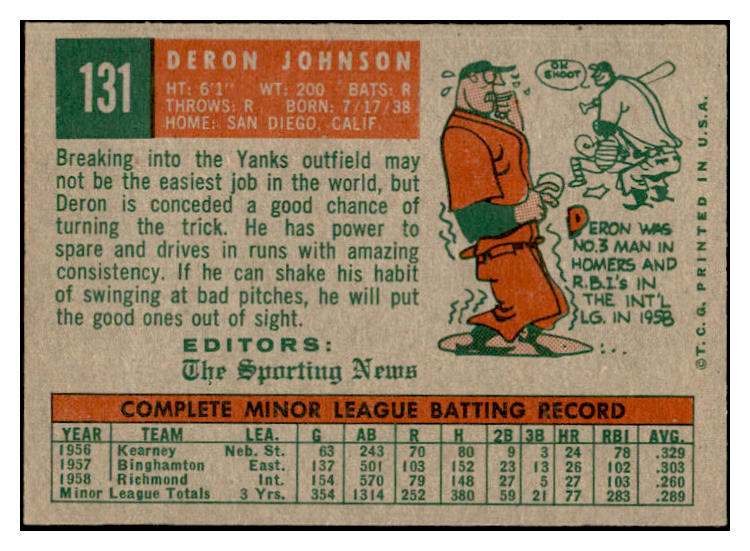 131
DERON JOHNSON
HT: 6'1" WT: 200 BATS: R
THROWS: R BORN: 7/17/38
HOME: SAN DIEGO, CALIF.
Breaking into the Yanks outfield may
not be the easiest job in the world, but
Deron is conceded a good chance of
turning the trick. He has power to
spare and drives in runs with amazing
consistency. If he can shake his habit
of swinging at bad pitches, he will put
the good ones out of sight.
EDITORS:
The Sporting News
OH SHOOT
DERON WAS
NO. 3 MAN IN
HOMERS AND
R.B.I.'s IN
THE INT'L
LG. IN 1958
©T.C.G. PRINTED IN U.S.A.
COMPLETE MINOR LEAGUE BATTING RECORD
YEAR TEAM LEA. G AB R H 2B 3B HR RBI AVG.
1956 Kearney Neb. St. 63 243 70 80 9 3 24 78 .329
1957 Binghamton East. 137 501 103 152 23 13 26 102 .303
1958 Richmond Int. 154 570 79 148 27 5 27 103 .260
Minor League Totals 3 Yrs. 354 1314 252 380 59 21 77 283 .289